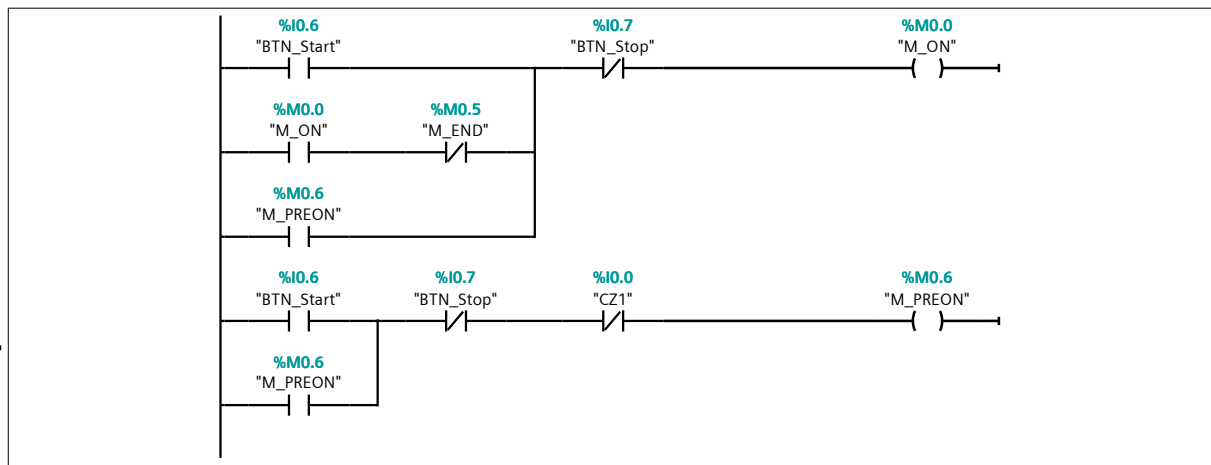 %I0.6 %I0.7 %M0.0
"BTN_Start" "BTN_Stop" "M_ON"
%M0.0 %M0.5
"M_ON" "M_END"
%M0.6
"M_PREON"
%I0.6 %I0.7 %I0.0 %M0.6
"BTN_Start" "BTN_Stop" "CZ1" "M_PREON"
%M0.6
"M_PREON"